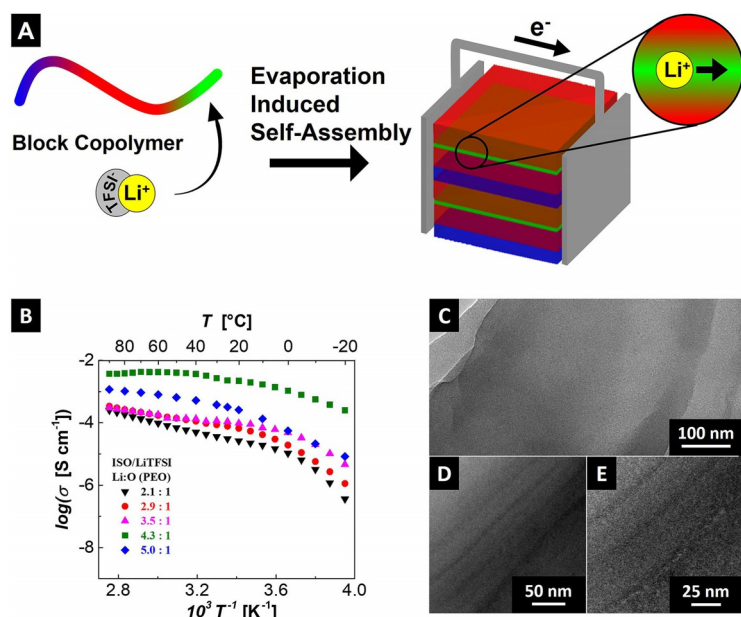 A
e-
Li+
Block Copolymer
Evaporation
Induced
Self-Assembly
TFSI-
Li+
B
T [°C]
80 60 40 20 0 -20
log(σ [S cm⁻¹]
-2
-4
-6
-8
ISO/LiTFSI
Li:O (PEO)
2.1 : 1
2.9 : 1
3.5 : 1
4.3 : 1
5.0 : 1
2.8 3.2 3.6 4.0
10³ T⁻¹ [K⁻¹]
C
100 nm
D
50 nm
E
25 nm